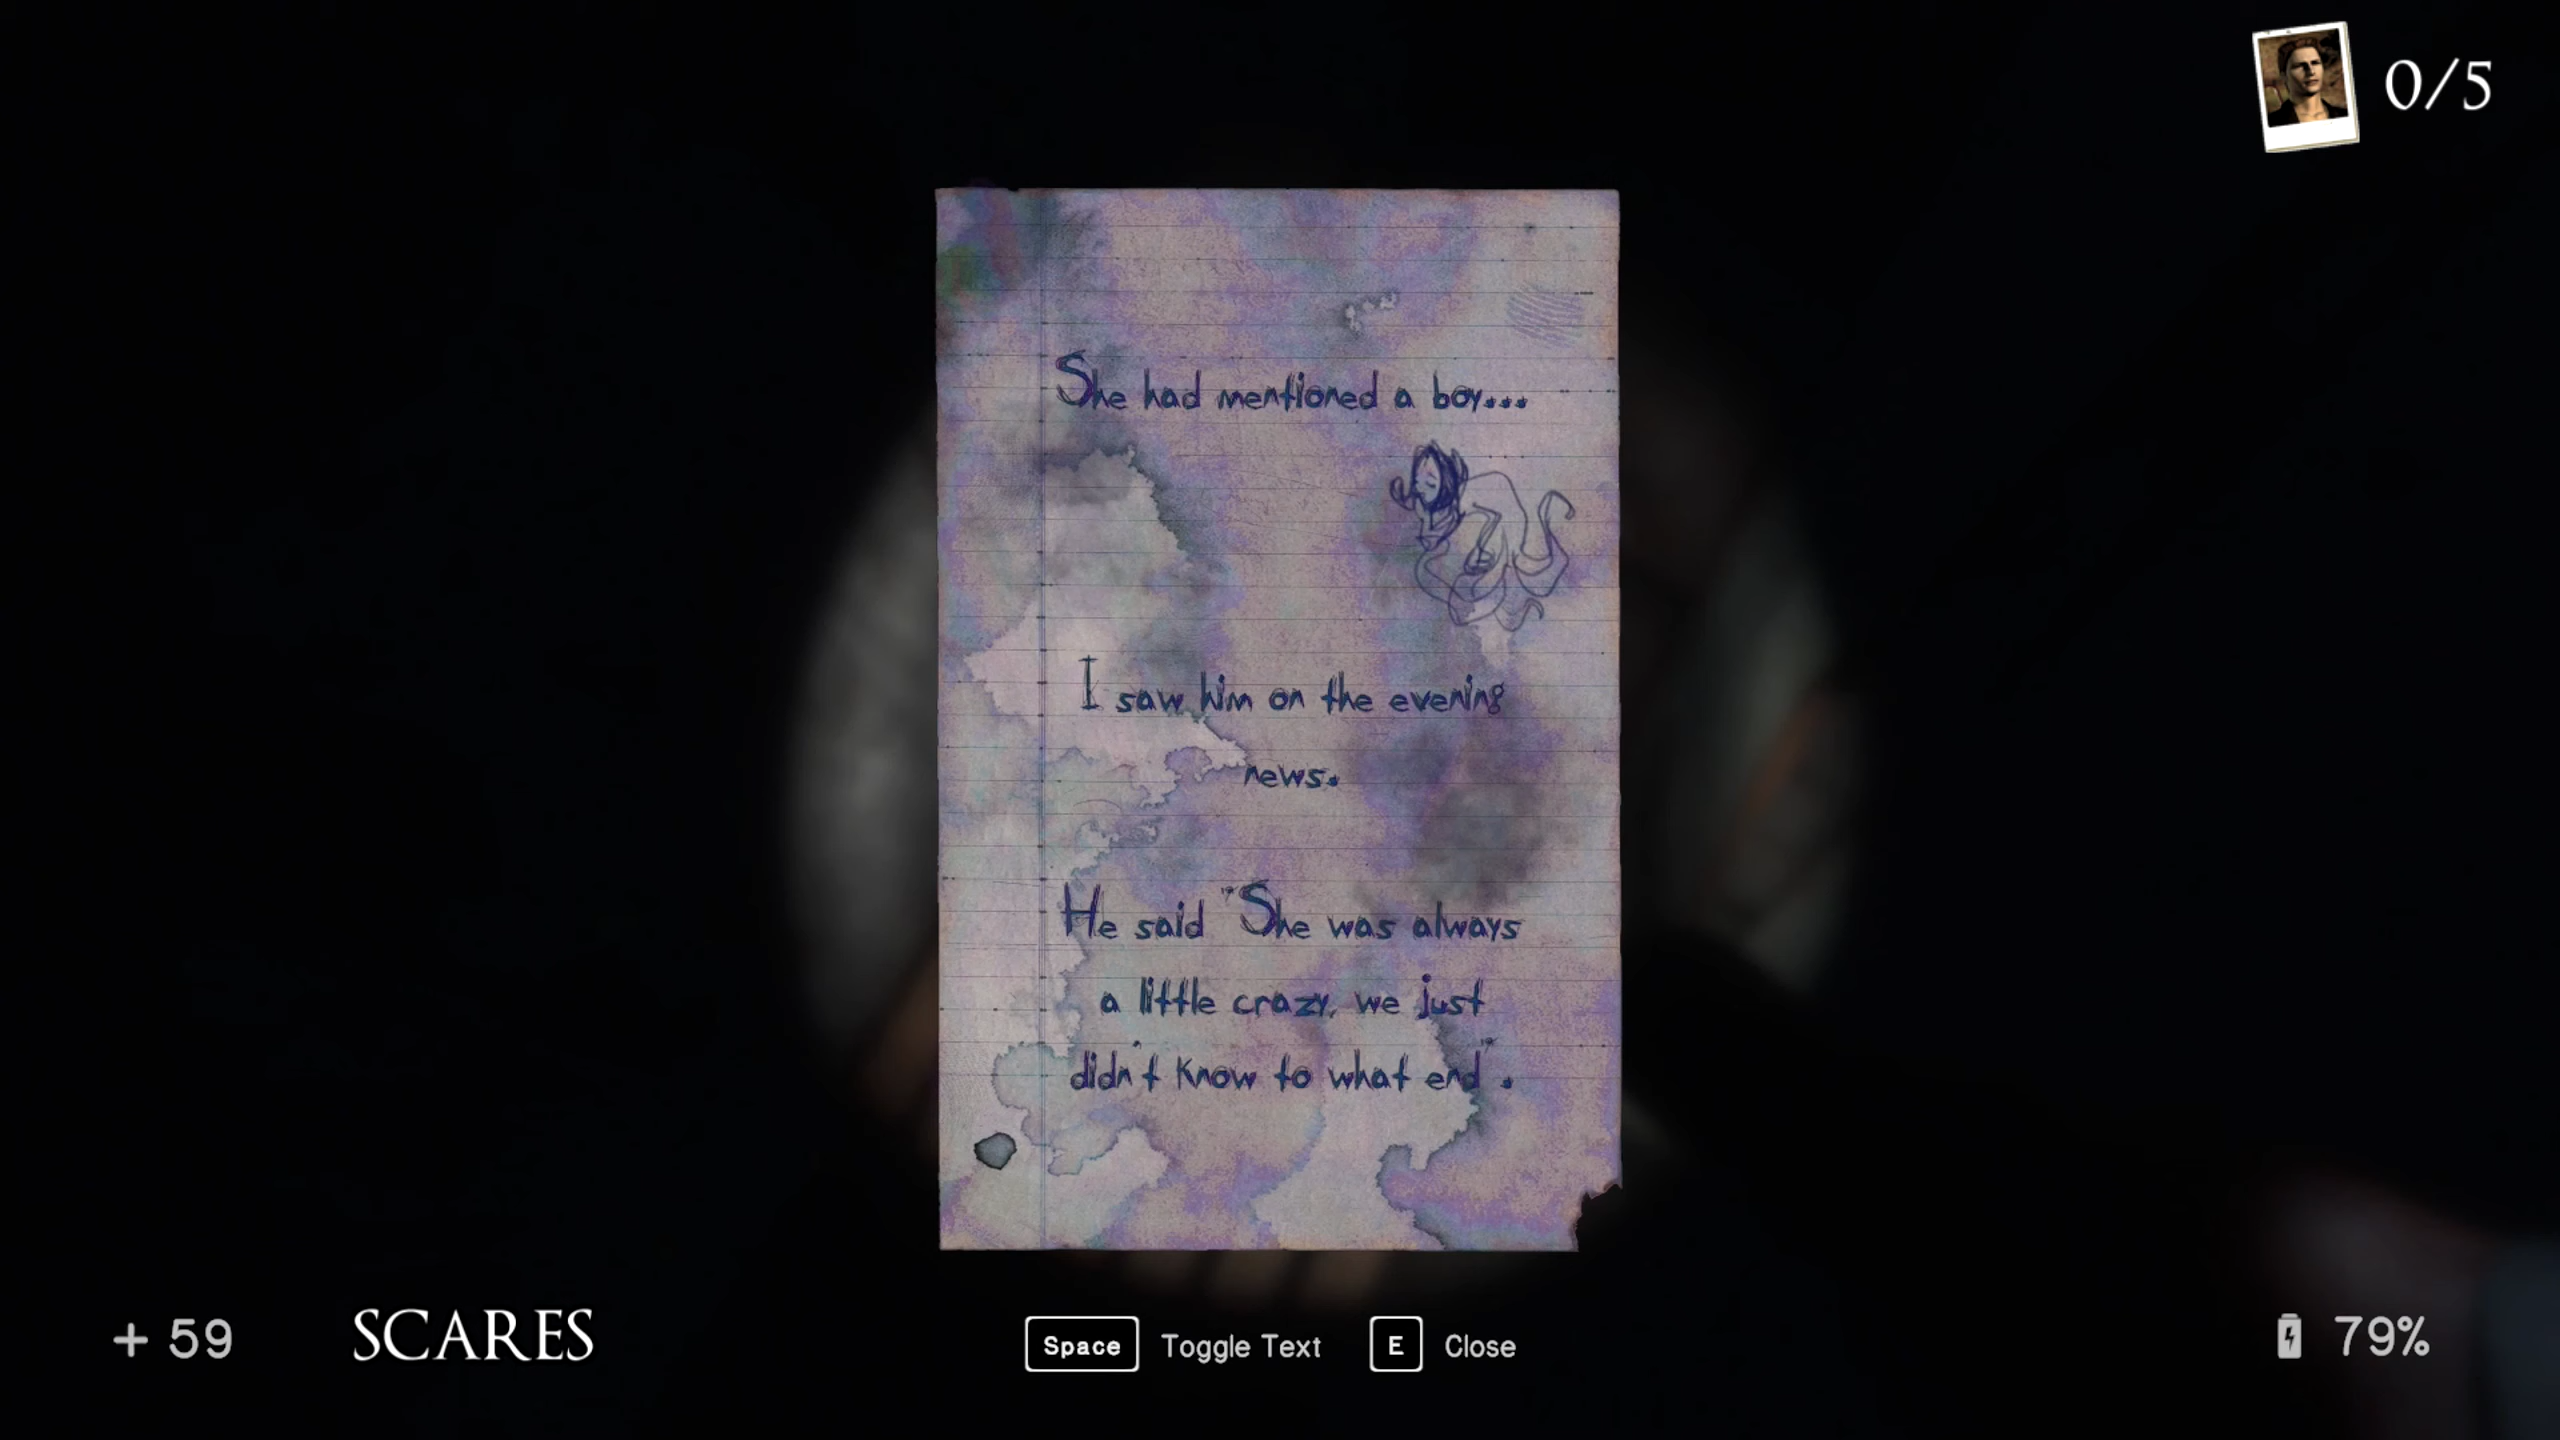 0/5
She had mentioned a boy...
I saw him on the evening
news.
He said "She was always
a little crazy, we just
didn't know to what end".
+ 59
SCARES
Space Toggle Text E Close
79%